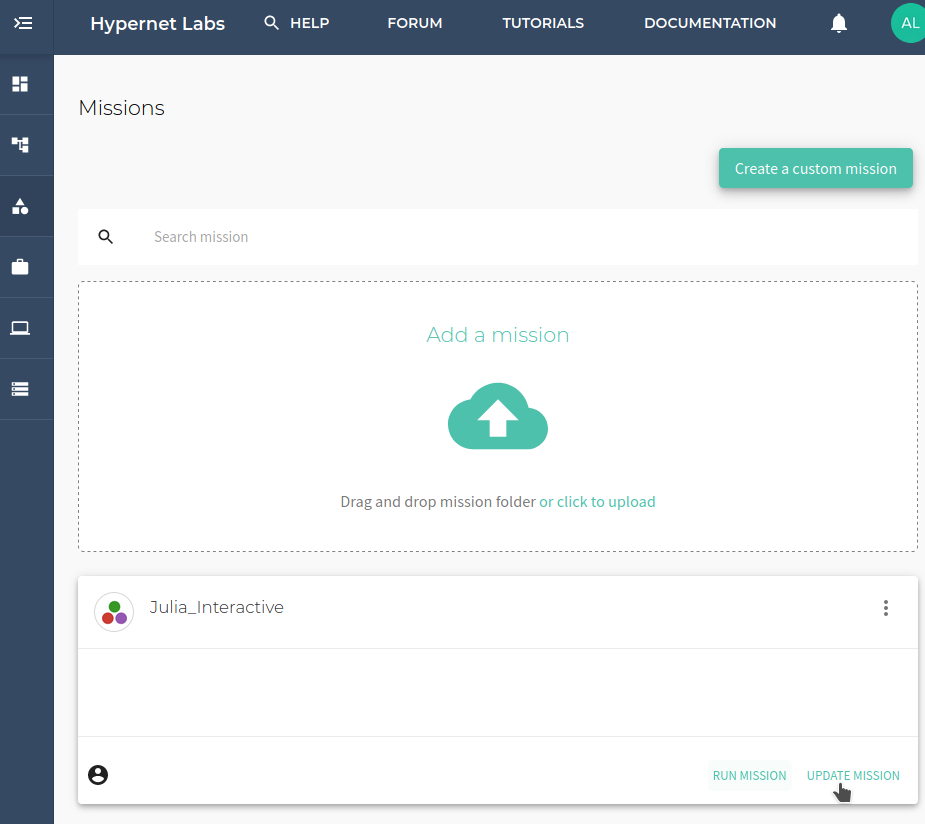 Hypernet Labs HELP FORUM TUTORIALS DOCUMENTATION AL
Missions
Create a custom mission
Search mission
Add a mission
Drag and drop mission folder or click to upload
Julia_Interactive
RUN MISSION UPDATE MISSION